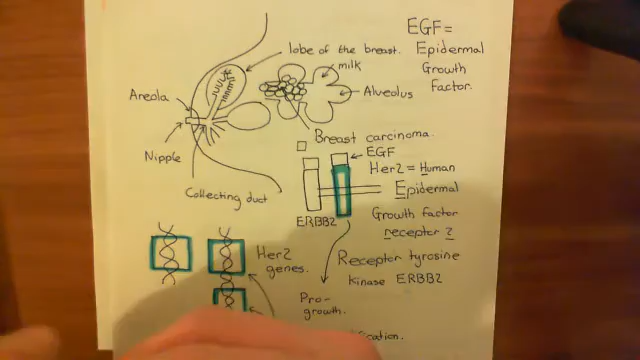 EGF =
Epidermal
Growth
Factor.
lobe of the breast.
milk
Alveolus
Areola
Nipple
Collecting duct
Breast carcinoma.
EGF
Her2 = Human
Epidermal
Growth factor
receptor 2
ERBB2
Receptor tyrosine
kinase ERBB2
Her2
genes.
Pro-
growth.